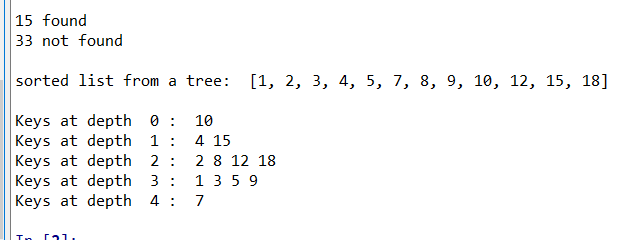 15 found
33 not found
sorted list from a tree:  [1, 2, 3, 4, 5, 7, 8, 9, 10, 12, 15, 18]
Keys at depth  0 :  10
Keys at depth  1 :  4 15
Keys at depth  2 :  2 8 12 18
Keys at depth  3 :  1 3 5 9
Keys at depth  4 :  7
In [2]: